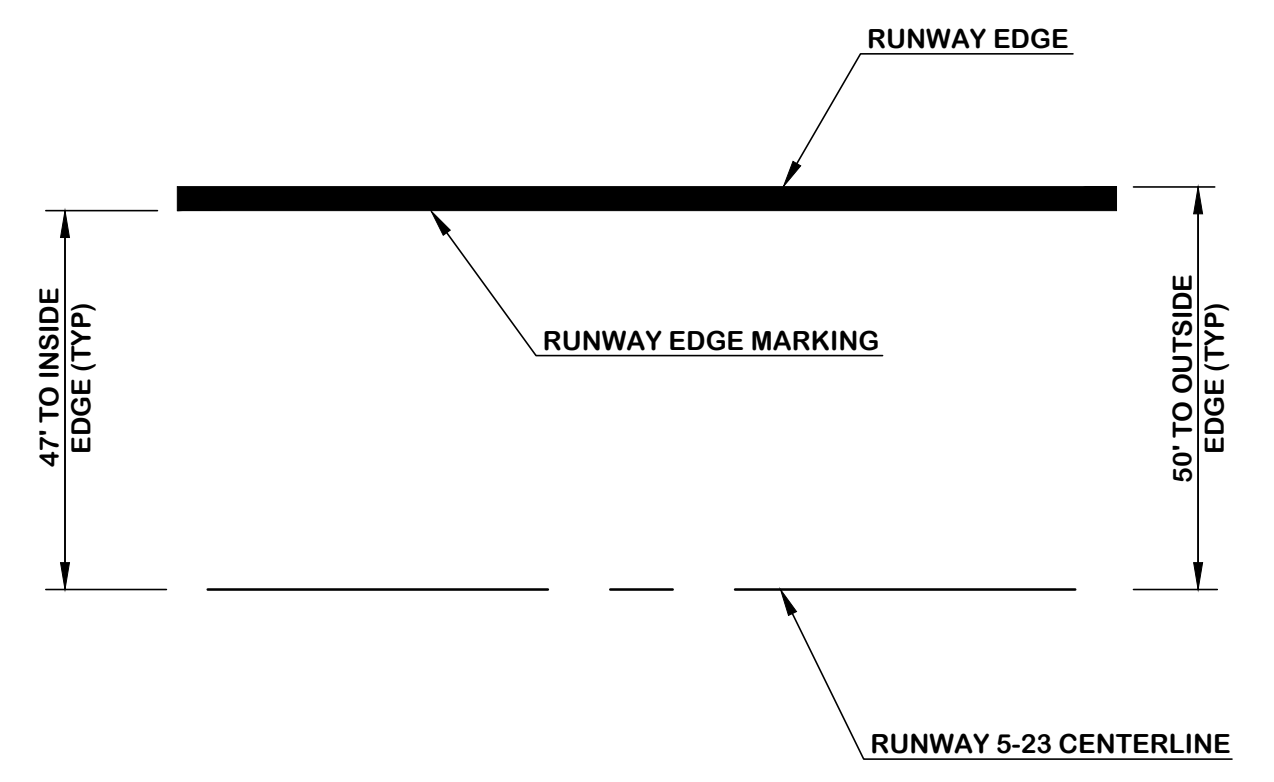 RUNWAY EDGE
47' TO INSIDE
EDGE (TYP)
RUNWAY EDGE MARKING
50' TO OUTSIDE
EDGE (TYP)
RUNWAY 5-23 CENTERLINE